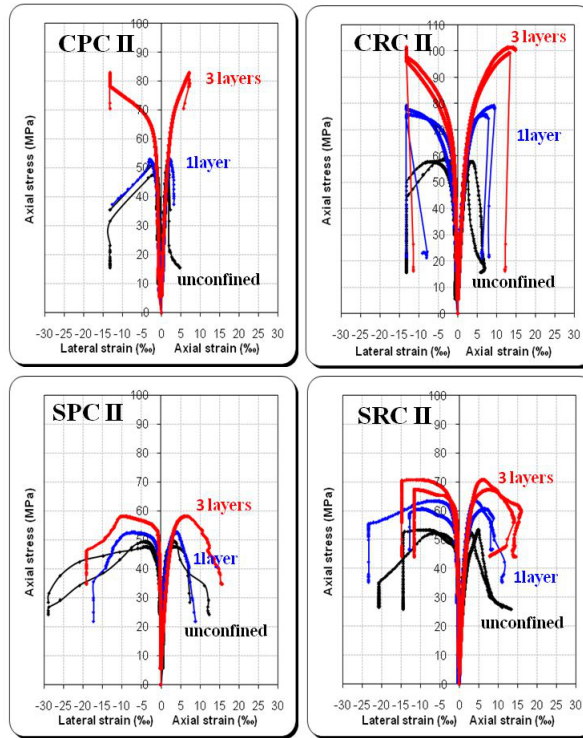 CPC II
100
90
80
70
60
50
40
30
20
10
0
Axial stress (MPa)
3 layers
1layer
unconfined
-30 -25 -20 -15 -10 -5 0 5 10 15 20 25 30
Lateral strain (‰) Axial strain (‰)
CRC II
110
100
90
80
70
60
50
40
30
20
10
0
Axial stress (MPa)
3 layers
1layer
unconfined
-30 -25 -20 -15 -10 -5 0 5 10 15 20 25 30
Lateral strain (‰) Axial strain (‰)
SPC II
100
90
80
70
60
50
40
30
20
10
0
Axial stress (MPa)
3 layers
1layer
unconfined
-30 -25 -20 -15 -10 -5 0 5 10 15 20 25 30
Lateral strain (‰) Axial strain (‰)
SRC II
100
90
80
70
60
50
40
30
20
10
0
Axial stress (MPa)
3 layers
1layer
unconfined
-30 -25 -20 -15 -10 -5 0 5 10 15 20 25 30
Lateral strain (‰) Axial strain (‰)